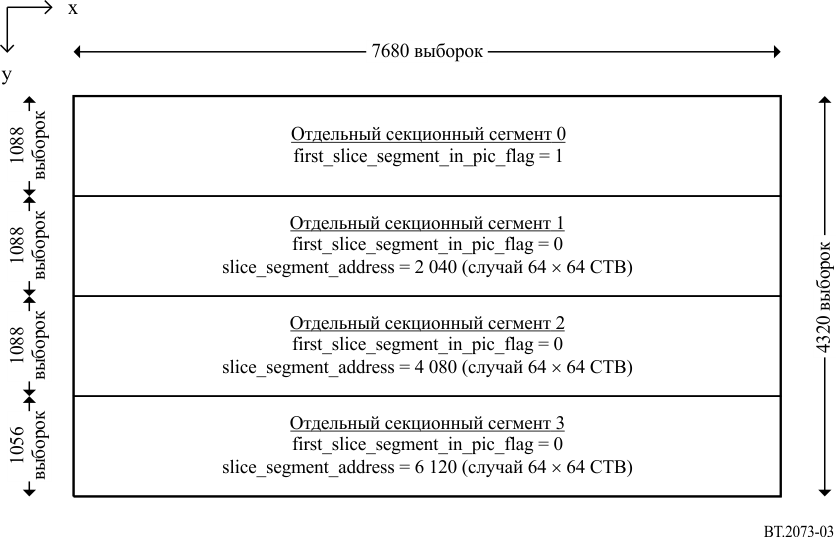 x
y
7680 выборок
1088
выборок
Отдельный секционный сегмент 0
first_slice_segment_in_pic_flag = 1
1088
выборок
Отдельный секционный сегмент 1
first_slice_segment_in_pic_flag = 0
slice_segment_address = 2 040 (случай 64 × 64 CTB)
4320 выборок
1088
выборок
Отдельный секционный сегмент 2
first_slice_segment_in_pic_flag = 0
slice_segment_address = 4 080 (случай 64 × 64 CTB)
1056
выборок
Отдельный секционный сегмент 3
first_slice_segment_in_pic_flag = 0
slice_segment_address = 6 120 (случай 64 × 64 CTB)
BT.2073-03